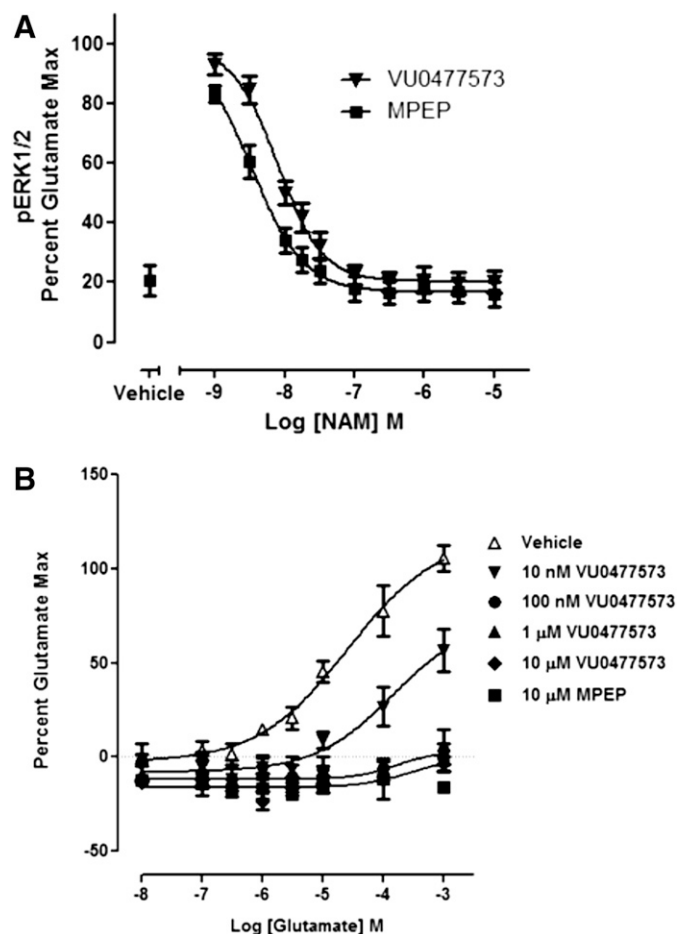 A
pERK1/2
Percent Glutamate Max
100
80
60
40
20
0
VU0477573
MPEP
Vehicle
-9
-8
-7
-6
-5
Log [NAM] M
B
Percent Glutamate Max
150
100
50
0
-50
Vehicle
10 nM VU0477573
100 nM VU0477573
1 μM VU0477573
10 μM VU0477573
10 μM MPEP
-8
-7
-6
-5
-4
-3
Log [Glutamate] M